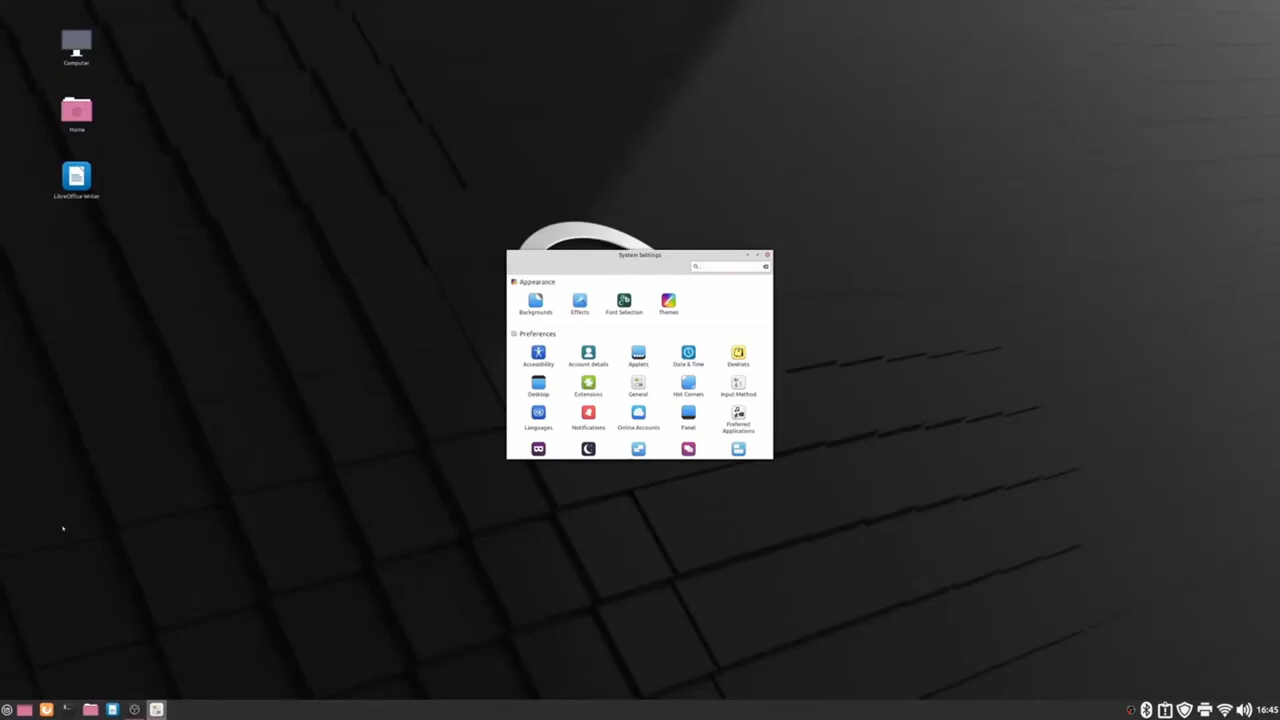 Computer
Home
LibreOffice Writer
System Settings
Appearance
Backgrounds
Effects
Font Selection
Themes
Preferences
Accessibility
Account details
Applets
Date & Time
Desklets
Desktop
Extensions
General
Hot Corners
Input Method
Languages
Notifications
Online Accounts
Panel
Preferred
Applications
16:45